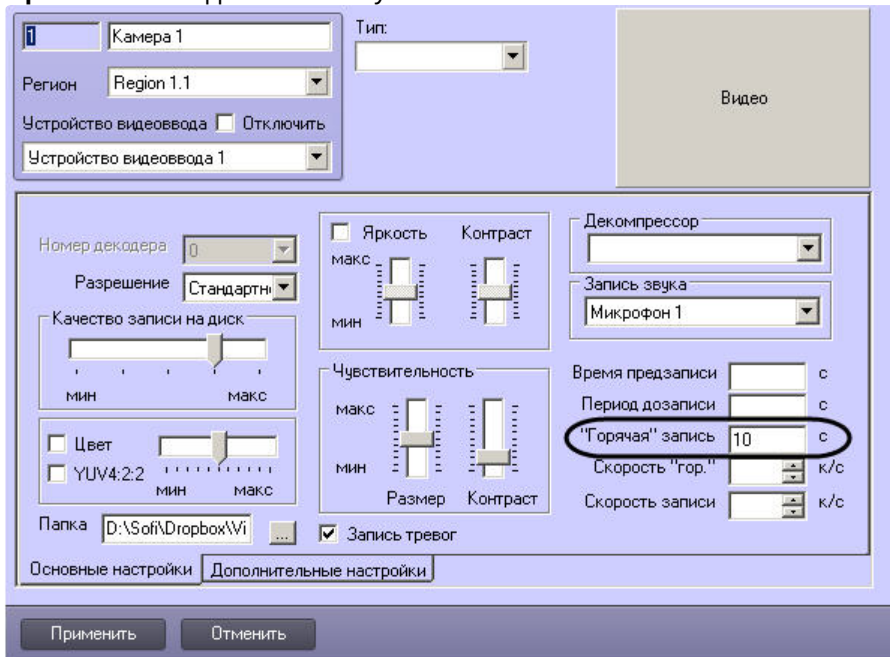 1
Камера 1
Тип:
Регион
Region 1.1
Устройство видеоввода
Отключить
Устройство видеоввода 1
Видео
Номер декодера
0
Разрешение
Стандартн
Качество записи на диск
мин
макс
Цвет
YUV4:2:2
мин
макс
Папка
D:\Sofi\Dropbox\Vi
...
Яркость
Контраст
макс
мин
Чувствительность
макс
мин
Размер
Контраст
Запись тревог
Декомпрессор
Запись звука
Микрофон 1
Время предзаписи
с
Период дозаписи
с
"Горячая" запись
10
с
Скорость "гор."
к/с
Скорость записи
к/с
Основные настройки
Дополнительные настройки
Применить
Отменить